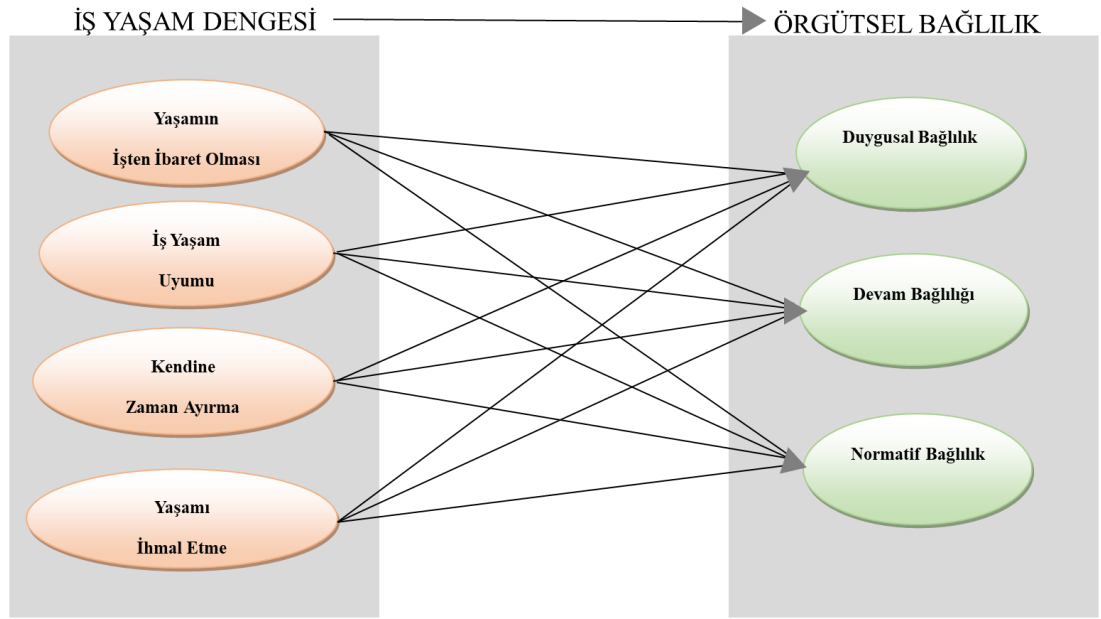 İŞ YAŞAM DENGESİ
ÖRGÜTSEL BAĞLILIK
Yaşamın
İşten İbaret Olması
İş Yaşam
Uyumu
Kendine
Zaman Ayırma
Yaşamı
İhmal Etme
Duygusal Bağlılık
Devam Bağlılığı
Normatif Bağlılık